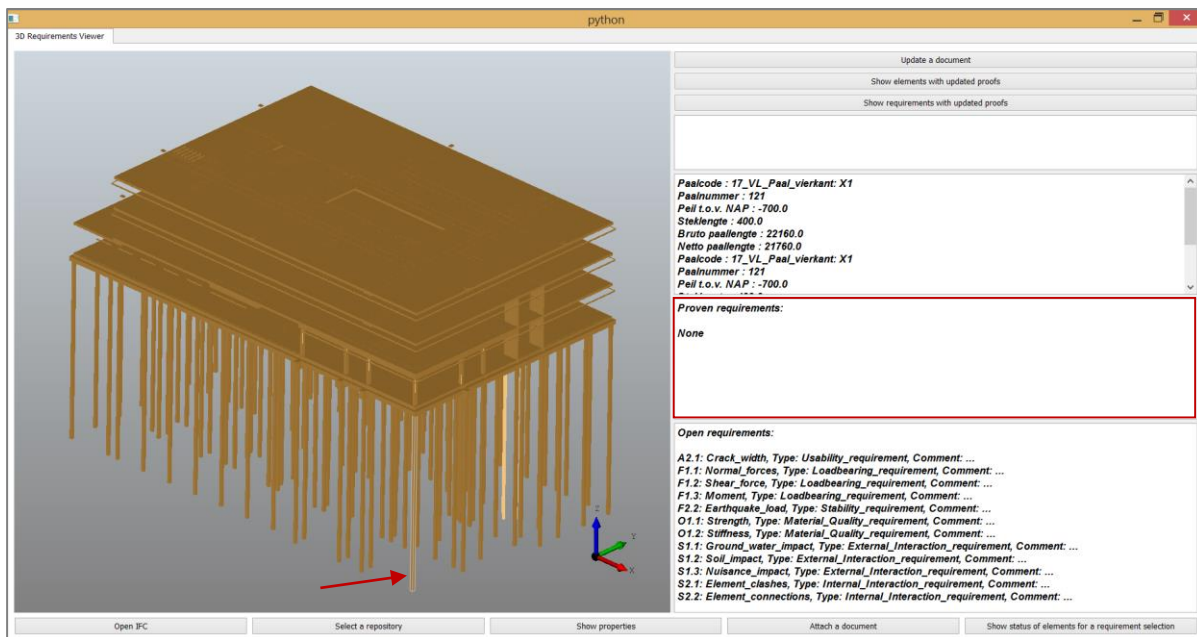 python
3D Requirements Viewer
Update a document
Show elements with updated proofs
Show requirements with updated proofs
Paalcode : 17_VL_Paal_vierkant: X1
Paalnummer : 121
Peil t.o.v. NAP : -700.0
Steklengte : 400.0
Bruto paallengte : 22160.0
Netto paallengte : 21760.0
Paalcode : 17_VL_Paal_vierkant: X1
Paalnummer : 121
Peil t.o.v. NAP : -700.0
Proven requirements:
None
Open requirements:
A2.1: Crack_width, Type: Usability_requirement, Comment: ...
F1.1: Normal_forces, Type: Loadbearing_requirement, Comment: ...
F1.2: Shear_force, Type: Loadbearing_requirement, Comment: ...
F1.3: Moment, Type: Loadbearing_requirement, Comment: ...
F2.2: Earthquake_load, Type: Stability_requirement, Comment: ...
O1.1: Strength, Type: Material_Quality_requirement, Comment: ...
O1.2: Stiffness, Type: Material_Quality_requirement, Comment: ...
S1.1: Ground_water_impact, Type: External_Interaction_requirement, Comment: ...
S1.2: Soil_impact, Type: External_Interaction_requirement, Comment: ...
S1.3: Nuisance_impact, Type: External_Interaction_requirement, Comment: ...
S2.1: Element_clashes, Type: Internal_Interaction_requirement, Comment: ...
S2.2: Element_connections, Type: Internal_Interaction_requirement, Comment: ...
Z
Y
X
Open IFC
Select a repository
Show properties
Attach a document
Show status of elements for a requirement selection